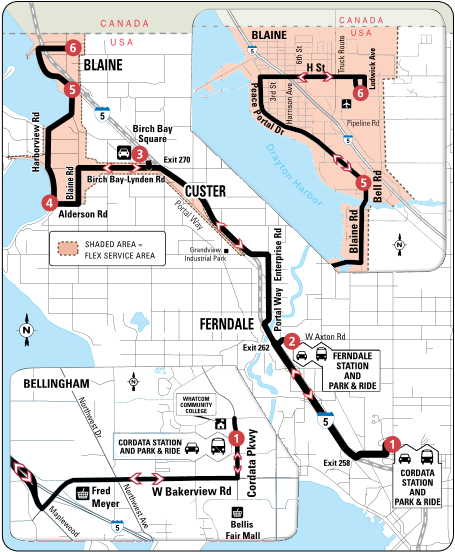 CANADA
USA
6
BLAINE
5
Harborview Rd
5
Birch Bay
Square
3
Exit 270
Blaine Rd
Birch Bay-Lynden Rd
CUSTER
4
Alderson Rd
Portal Way
SHADED AREA =
FLEX SERVICE AREA
Grandview
Industrial Park
Portal Way
Enterprise Rd
N
FERNDALE
W Axton Rd
2
Exit 262
FERNDALE
STATION
AND
PARK & RIDE
5
1
Exit 258
CORDATA
STATION
AND
PARK & RIDE
CANADA
USA
BLAINE
5
6th St
Truck Route
Ludwick Ave
H St
6
3rd St
Harrison Ave
Peace Portal Dr
Pipeline Rd
Drayton Harbor
5
Bell Rd
Blaine Rd
5
N
BELLINGHAM
N
WHATCOM
COMMUNITY
COLLEGE
Northwest Dr
CORDATA STATION
AND PARK & RIDE
1
Cordata Pkwy
W Bakerview Rd
Fred
Meyer
Northwest Ave
Maplewood
5
Bellis
Fair Mall